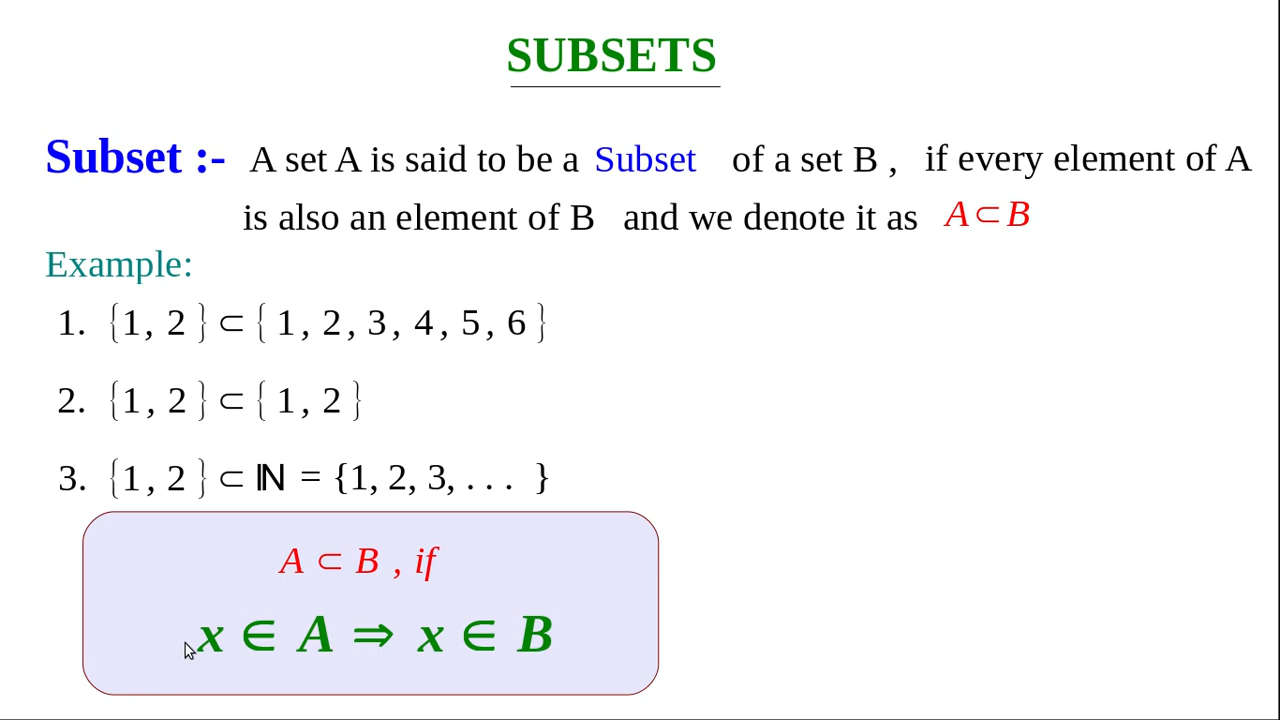 SUBSETS
Subset :- A set A is said to be a Subset of a set B , if every element of A
is also an element of B and we denote it as A⊂B
Example:
1. {1, 2 } ⊂ { 1 , 2 , 3 , 4 , 5 , 6 }
2. {1, 2 } ⊂ { 1 , 2 }
3. {1, 2 } ⊂ ℕ = {1, 2, 3, . . . }
A ⊂ B , if
x ∈ A ⇒ x ∈ B